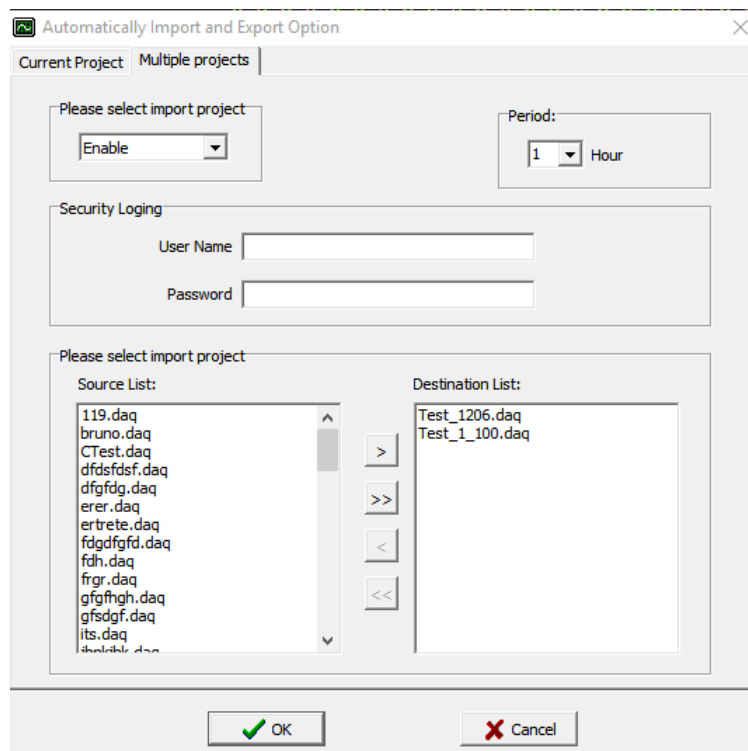 Automatically Import and Export Option
Current Project Multiple projects
Please select import project
Enable
Period:
1 Hour
Security Loging
User Name
Password
Please select import project
Source List:
119.daq
bruno.daq
CTest.daq
dfdsfdsf.daq
dfgfdg.daq
erer.daq
ertrete.daq
fdgdfgfd.daq
fdh.daq
frgr.daq
gfgfhgh.daq
gfsdgf.daq
its.daq
>
>>
<
<<
Destination List:
Test_1206.daq
Test_1_100.daq
OK
Cancel